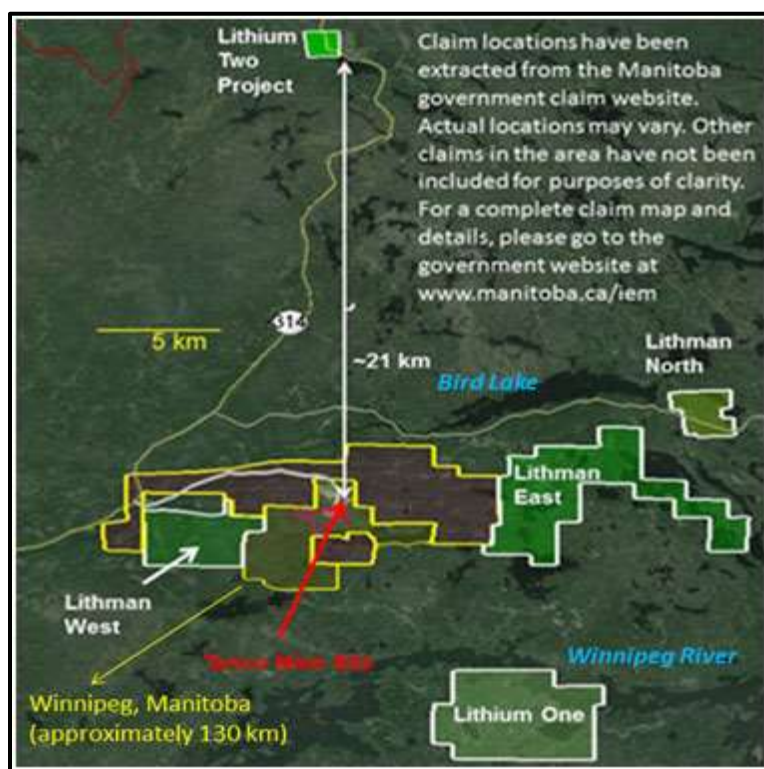 Lithium
Two
Project
Claim locations have been
extracted from the Manitoba
government claim website.
Actual locations may vary. Other
claims in the area have not been
included for purposes of clarity.
For a complete claim map and
details, please go to the
government website at
www.manitoba.ca/iem
314
5 km
~21 km
Bird Lake
Lithman
North
Lithman
East
Lithman
West
Winnipeg River
Winnipeg, Manitoba
(approximately 130 km)
Lithium One